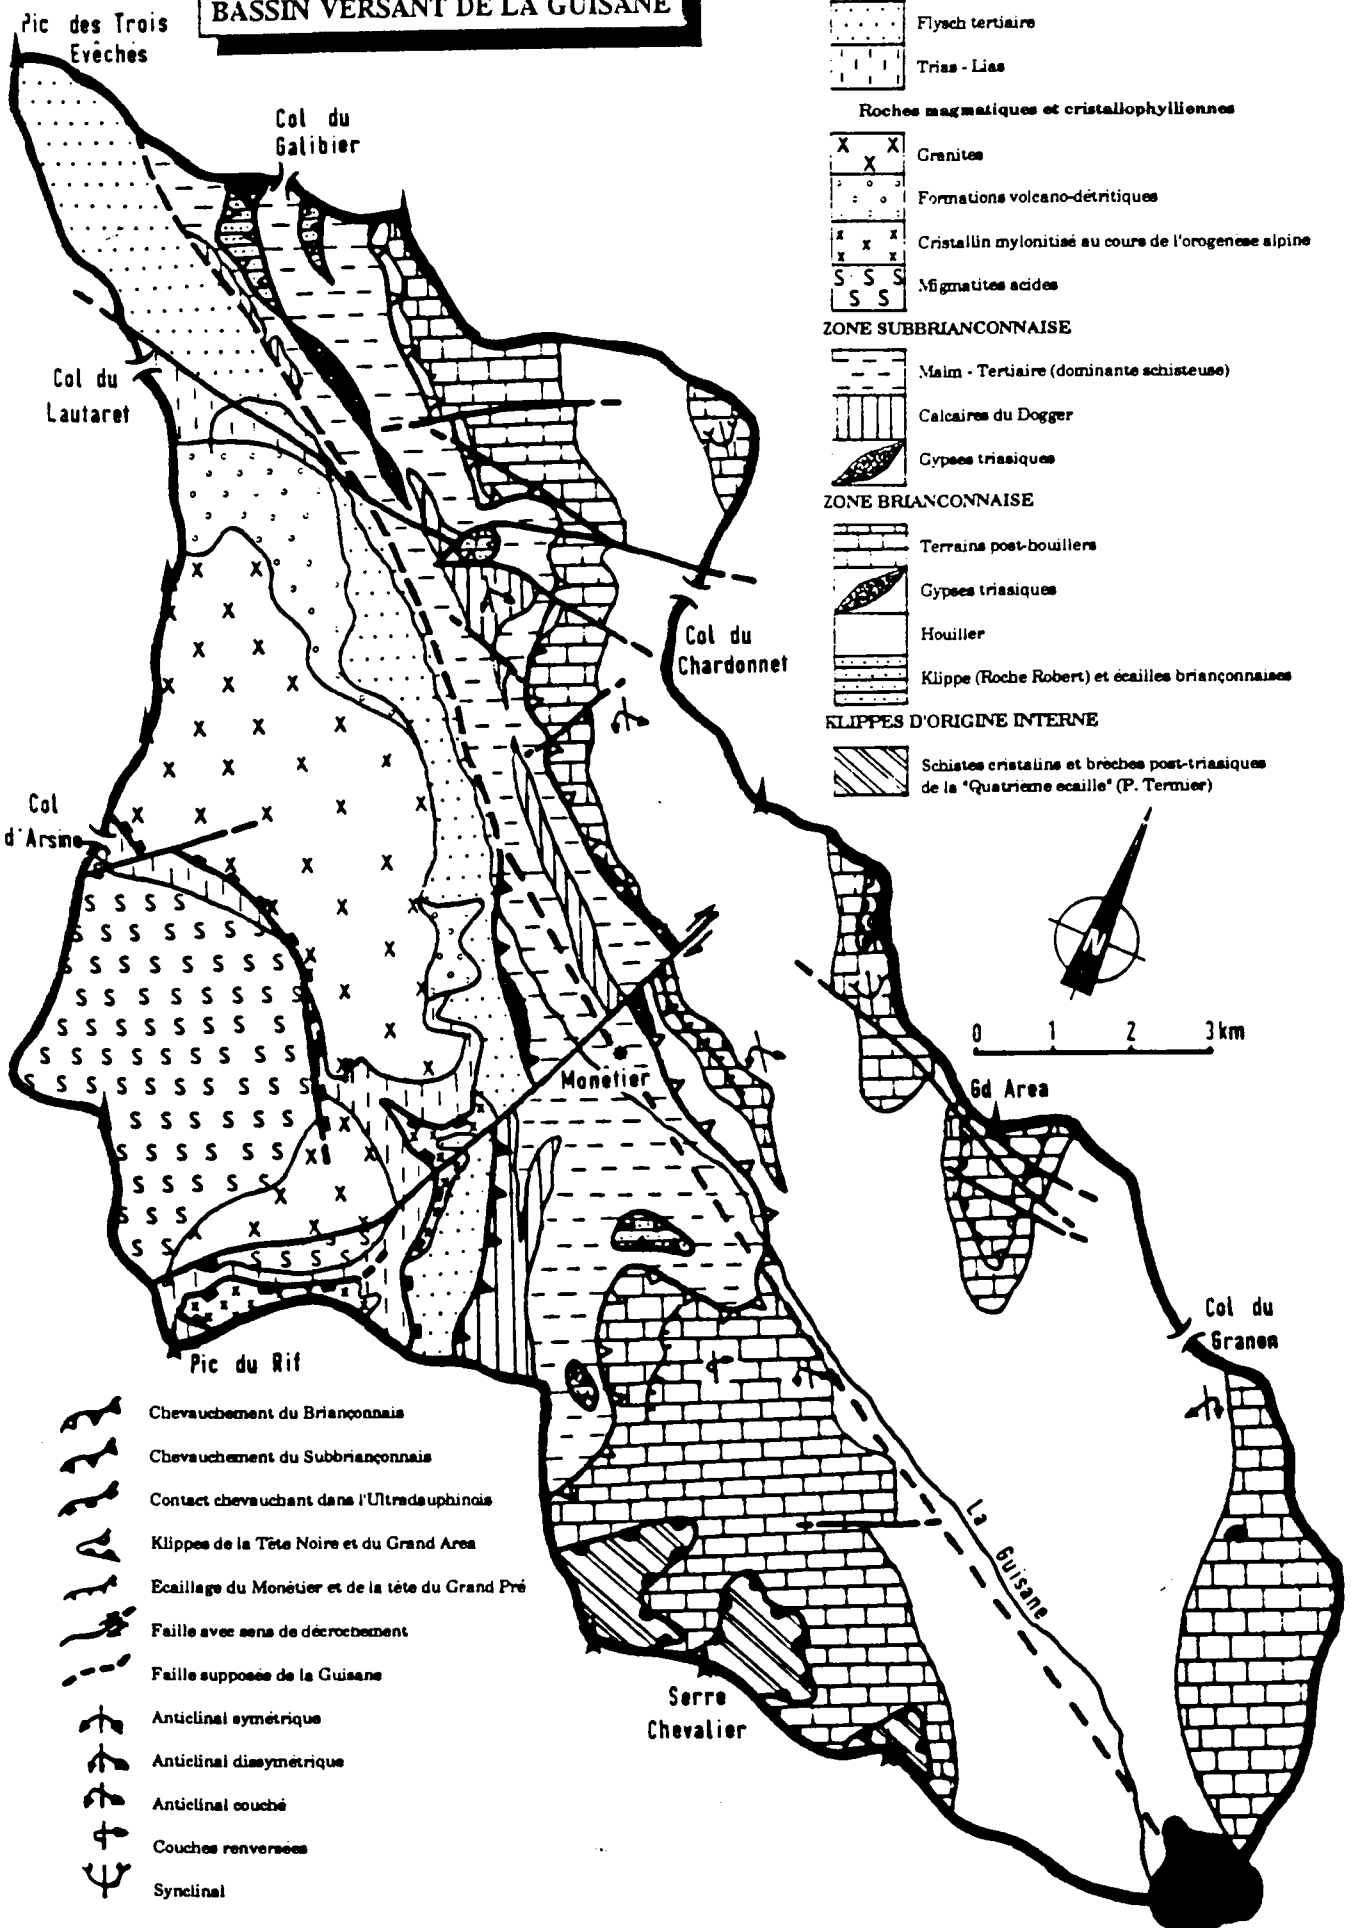 BASSIN VERSANT DE LA GUISANE
Pic des Trois
Evêchés
Col du
Galibier
Col du
Lautaret
Col
d'Arsine
Col du
Chardonnet
Monêtier
Gd Area
Col du
Granon
Pic du Rif
La Guisane
Serre
Chevalier
N
0 1 2 3 km
Flysch tertiaire
Trias - Lias
Roches magmatiques et cristallophylliennes
Granites
Formations volcano-détritiques
Cristallin mylonitisé au cours de l'orogenèse alpine
Migmatites acides
ZONE SUBBRIANCONNAISE
Malm - Tertiaire (dominante schisteuse)
Calcaires du Dogger
Gypses triasiques
ZONE BRIANCONNAISE
Terrains post-houillers
Gypses triasiques
Houiller
Klippe (Roche Robert) et écailles briançonnaises
KLIPPES D'ORIGINE INTERNE
Schistes cristalins et brèches post-triasiques
de la "Quatrième ecaille" (P. Termier)
Chevauchement du Briançonnais
Chevauchement du Subbriançonnais
Contact chevauchant dans l'Ultradauphinois
Klippes de la Tête Noire et du Grand Area
Ecaillage du Monêtier et de la tête du Grand Pré
Faille avec sens de décrochement
Faille supposée de la Guisane
Anticlinal symétrique
Anticlinal dissymétrique
Anticlinal couché
Couches renversées
Synclinal